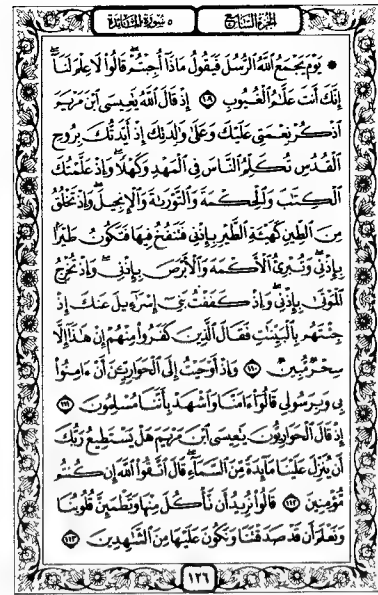 الجزء السابع
٥ سورة المائدة
۞ يَوْمَ يَجْمَعُ ٱللَّهُ ٱلرُّسُلَ فَيَقُولُ مَاذَآ أُجِبْتُمْۖ قَالُوا۟ لَا عِلْمَ لَنَآۖ
إِنَّكَ أَنتَ عَلَّـٰمُ ٱلْغُيُوبِ ١٠٩ إِذْ قَالَ ٱللَّهُ يَـٰعِيسَى ٱبْنَ مَرْيَمَ
ٱذْكُرْ نِعْمَتِى عَلَيْكَ وَعَلَىٰ وَٰلِدَتِكَ إِذْ أَيَّدتُّكَ بِرُوحِ
ٱلْقُدُسِ تُكَلِّمُ ٱلنَّاسَ فِى ٱلْمَهْدِ وَكَهْلًاۖ وَإِذْ عَلَّمْتُكَ
ٱلْكِتَـٰبَ وَٱلْحِكْمَةَ وَٱلتَّوْرَىٰةَ وَٱلْإِنجِيلَۖ وَإِذْ تَخْلُقُ
مِنَ ٱلطِّينِ كَهَيْـَٔةِ ٱلطَّيْرِ بِإِذْنِى فَتَنفُخُ فِيهَا فَتَكُونُ طَيْرًۢا
بِإِذْنِىۖ وَتُبْرِئُ ٱلْأَكْمَهَ وَٱلْأَبْرَصَ بِإِذْنِىۖ وَإِذْ تُخْرِجُ
ٱلْمَوْتَىٰ بِإِذْنِىۖ وَإِذْ كَفَفْتُ بَنِىٓ إِسْرَٰٓءِيلَ عَنكَ إِذْ
جِئْتَهُم بِٱلْبَيِّنَـٰتِ فَقَالَ ٱلَّذِينَ كَفَرُوا۟ مِنْهُمْ إِنْ هَـٰذَآ إِلَّا
سِحْرٌ مُّبِينٌ ١١٠ وَإِذْ أَوْحَيْتُ إِلَى ٱلْحَوَارِيِّـۧنَ أَنْ ءَامِنُوا۟
بِى وَبِرَسُولِى قَالُوٓا۟ ءَامَنَّا وَٱشْهَدْ بِأَنَّنَا مُسْلِمُونَ ١١١
إِذْ قَالَ ٱلْحَوَارِيُّونَ يَـٰعِيسَى ٱبْنَ مَرْيَمَ هَلْ يَسْتَطِيعُ رَبُّكَ
أَن يُنَزِّلَ عَلَيْنَا مَآئِدَةً مِّنَ ٱلسَّمَآءِۖ قَالَ ٱتَّقُوا۟ ٱللَّهَ إِن كُنتُم
مُّؤْمِنِينَ ١١٢ قَالُوا۟ نُرِيدُ أَن نَّأْكُلَ مِنْهَا وَتَطْمَئِنَّ قُلُوبُنَا
وَنَعْلَمَ أَن قَدْ صَدَقْتَنَا وَنَكُونَ عَلَيْهَا مِنَ ٱلشَّـٰهِدِينَ ١١٣
١٢٦